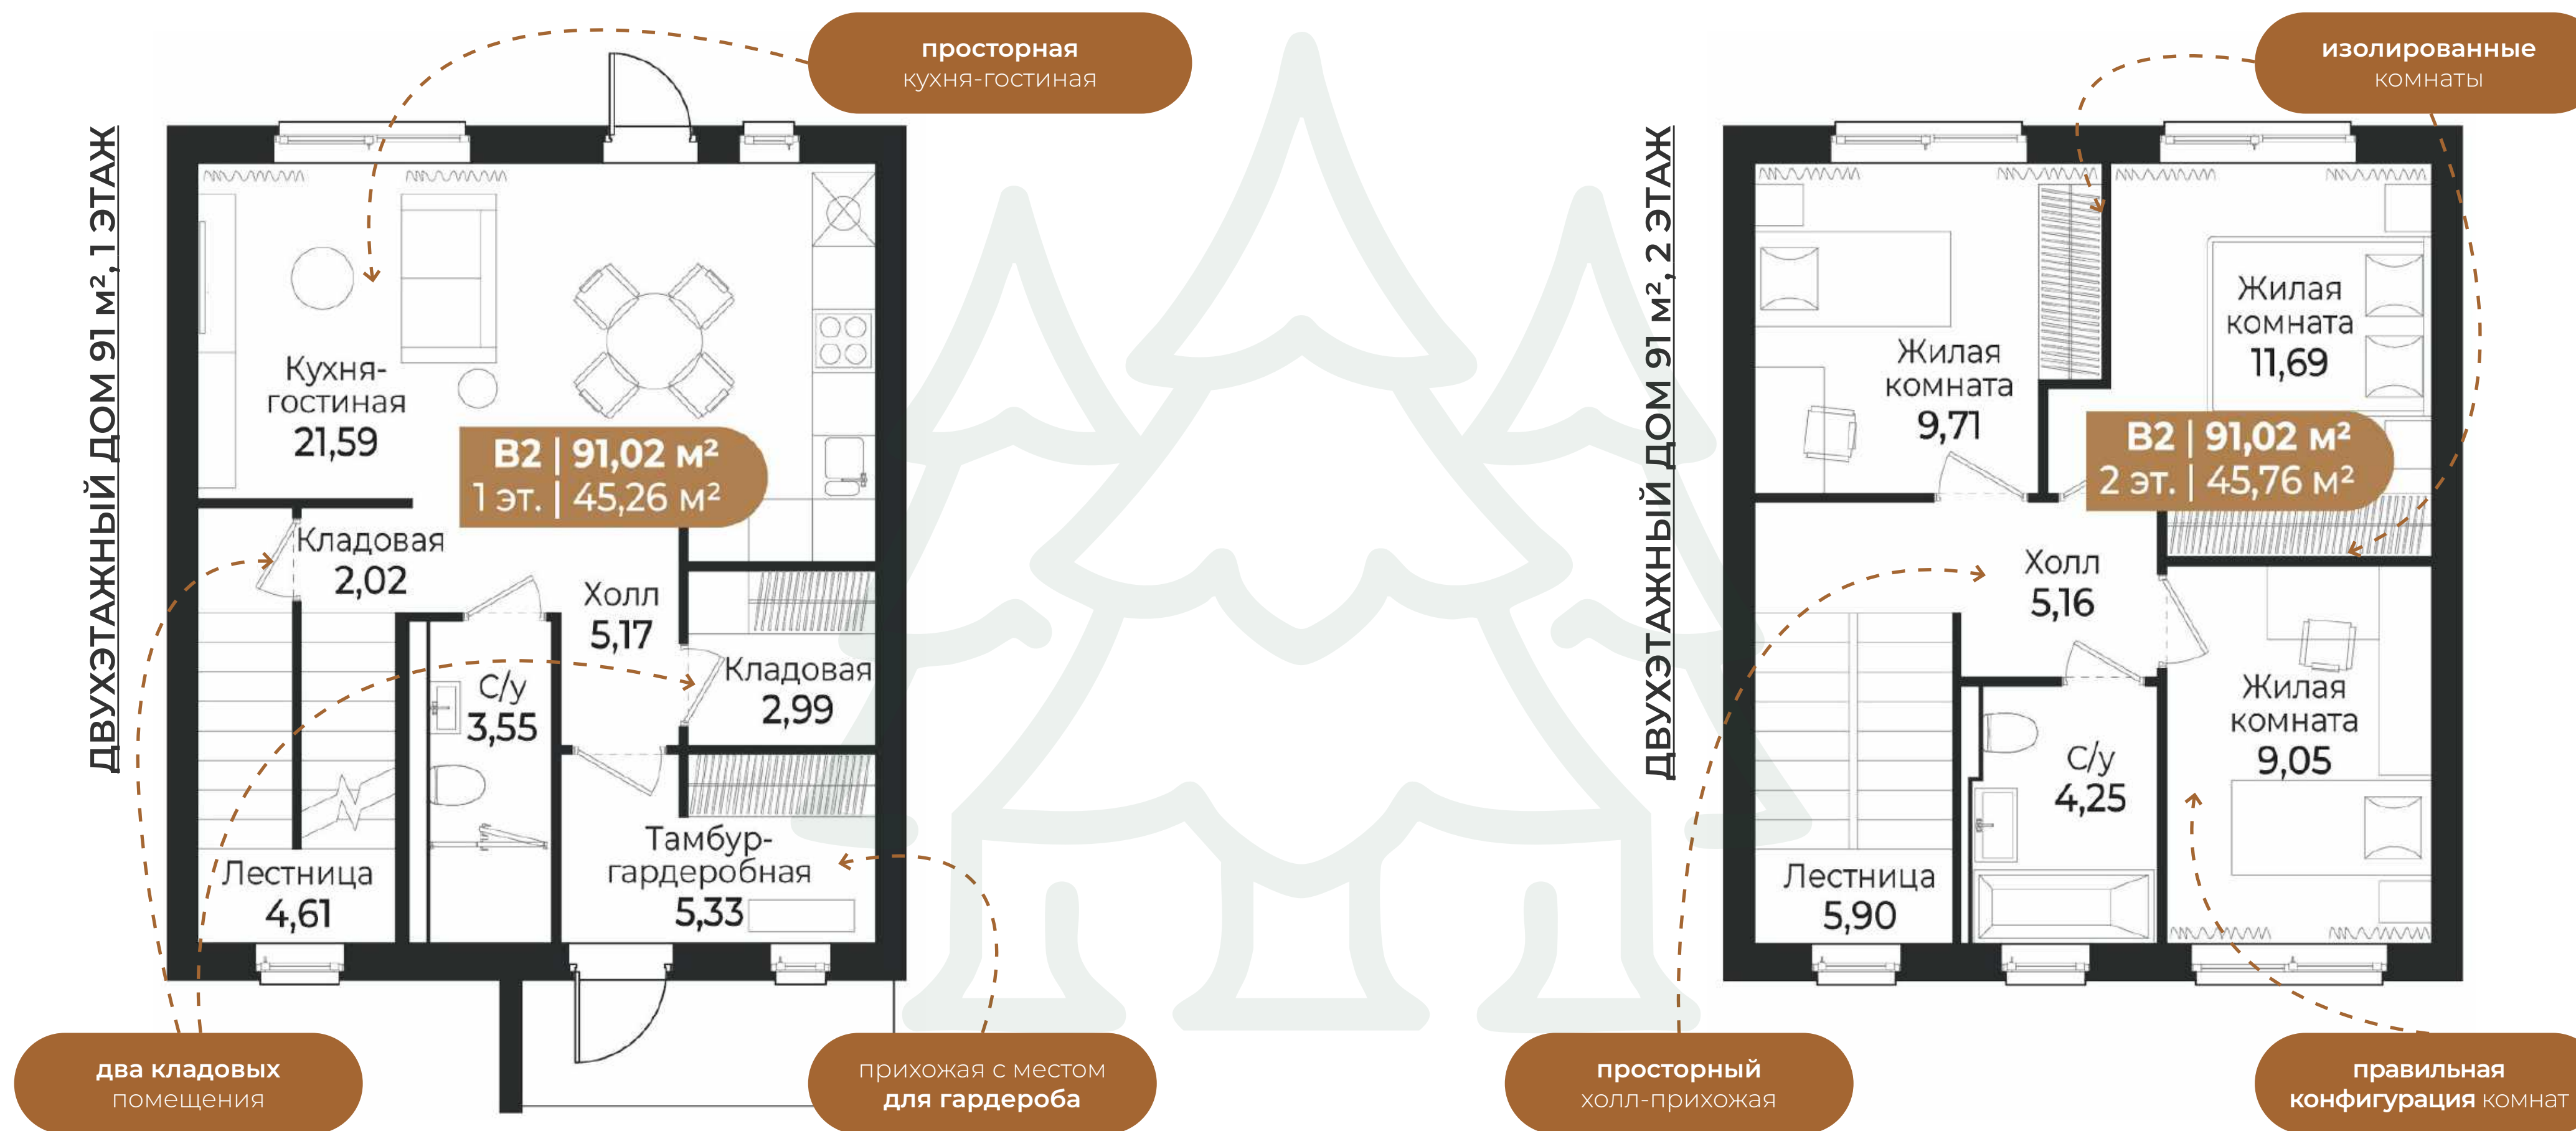 просторная
кухня-гостиная
изолированные
комнаты
ДВУХЭТАЖНЫЙ ДОМ 91 м², 1 ЭТАЖ
Кухня-
гостиная
21,59
B2 | 91,02 м²
1 эт. | 45,26 м²
Кладовая
2,02
Холл
5,17
Кладовая
2,99
С/у
3,55
Тамбур-
гардеробная
5,33
Лестница
4,61
два кладовых
помещения
прихожая с местом
для гардероба
ДВУХЭТАЖНЫЙ ДОМ 91 м², 2 ЭТАЖ
Жилая
комната
9,71
Жилая
комната
11,69
B2 | 91,02 м²
2 эт. | 45,76 м²
Холл
5,16
Жилая
комната
9,05
С/у
4,25
Лестница
5,90
просторный
холл-прихожая
правильная
конфигурация комнат